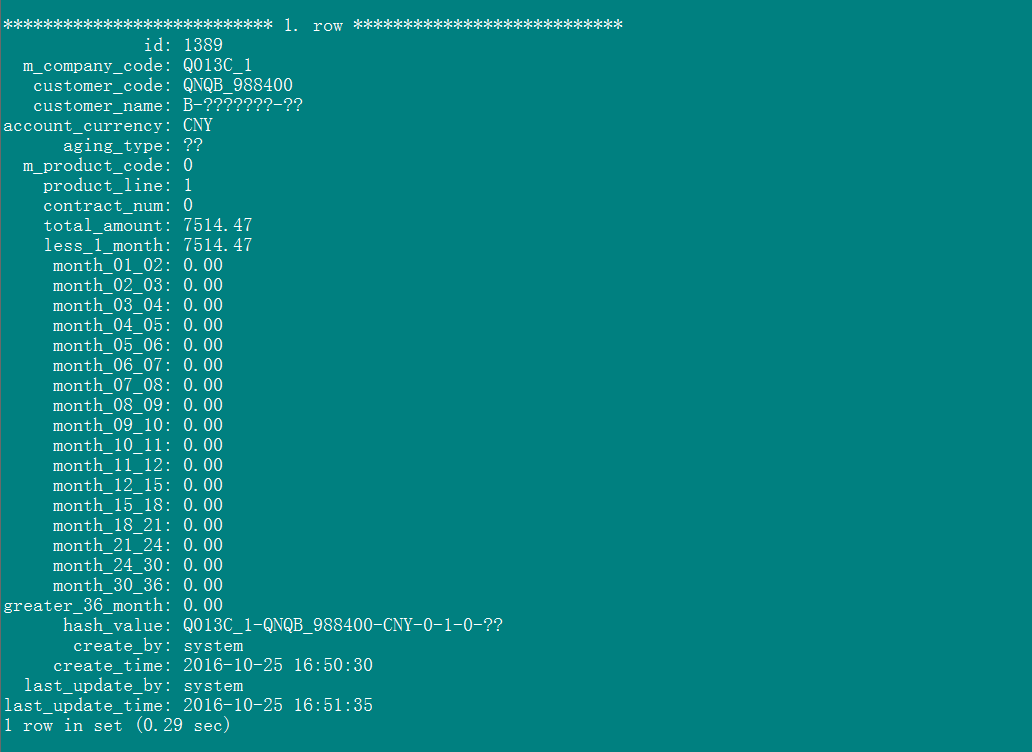 *************************** 1. row ***************************
id: 1389
m_company_code: Q013C_1
customer_code: QNQB_988400
customer_name: B-???????-??
account_currency: CNY
aging_type: ??
m_product_code: 0
product_line: 1
contract_num: 0
total_amount: 7514.47
less_1_month: 7514.47
month_01_02: 0.00
month_02_03: 0.00
month_03_04: 0.00
month_04_05: 0.00
month_05_06: 0.00
month_06_07: 0.00
month_07_08: 0.00
month_08_09: 0.00
month_09_10: 0.00
month_10_11: 0.00
month_11_12: 0.00
month_12_15: 0.00
month_15_18: 0.00
month_18_21: 0.00
month_21_24: 0.00
month_24_30: 0.00
month_30_36: 0.00
greater_36_month: 0.00
hash_value: Q013C_1-QNQB_988400-CNY-0-1-0-??
create_by: system
create_time: 2016-10-25 16:50:30
last_update_by: system
last_update_time: 2016-10-25 16:51:35
1 row in set (0.29 sec)